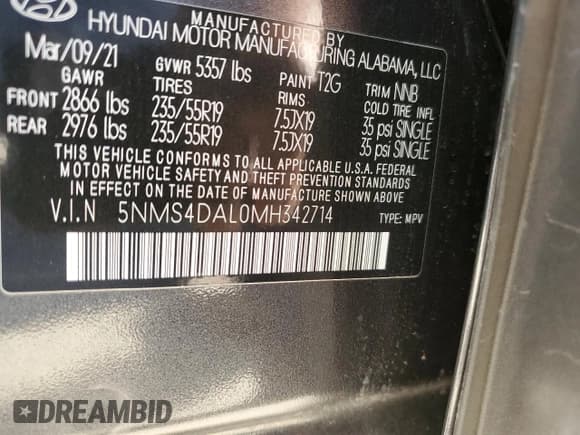 MANUFACTURED BY
HYUNDAI MOTOR MANUFACTURING ALABAMA, LLC
Mar/09/21 GVWR 5357 lbs PAINT T2G TRIM NNB
GAWR TIRES RIMS COLD TIRE INFL
FRONT 2866 lbs 235/55R19 7.5JX19 35 psi SINGLE
REAR 2976 lbs 235/55R19 7.5JX19 35 psi SINGLE
THIS VEHICLE CONFORMS TO ALL APPLICABLE U.S.A. FEDERAL
MOTOR VEHICLE SAFETY AND THEFT PREVENTION STANDARDS
IN EFFECT ON THE DATE OF MANUFACTURE SHOWN ABOVE.
V.I.N 5NMS4DAL0MH342714 TYPE: MPV
DREAMBID